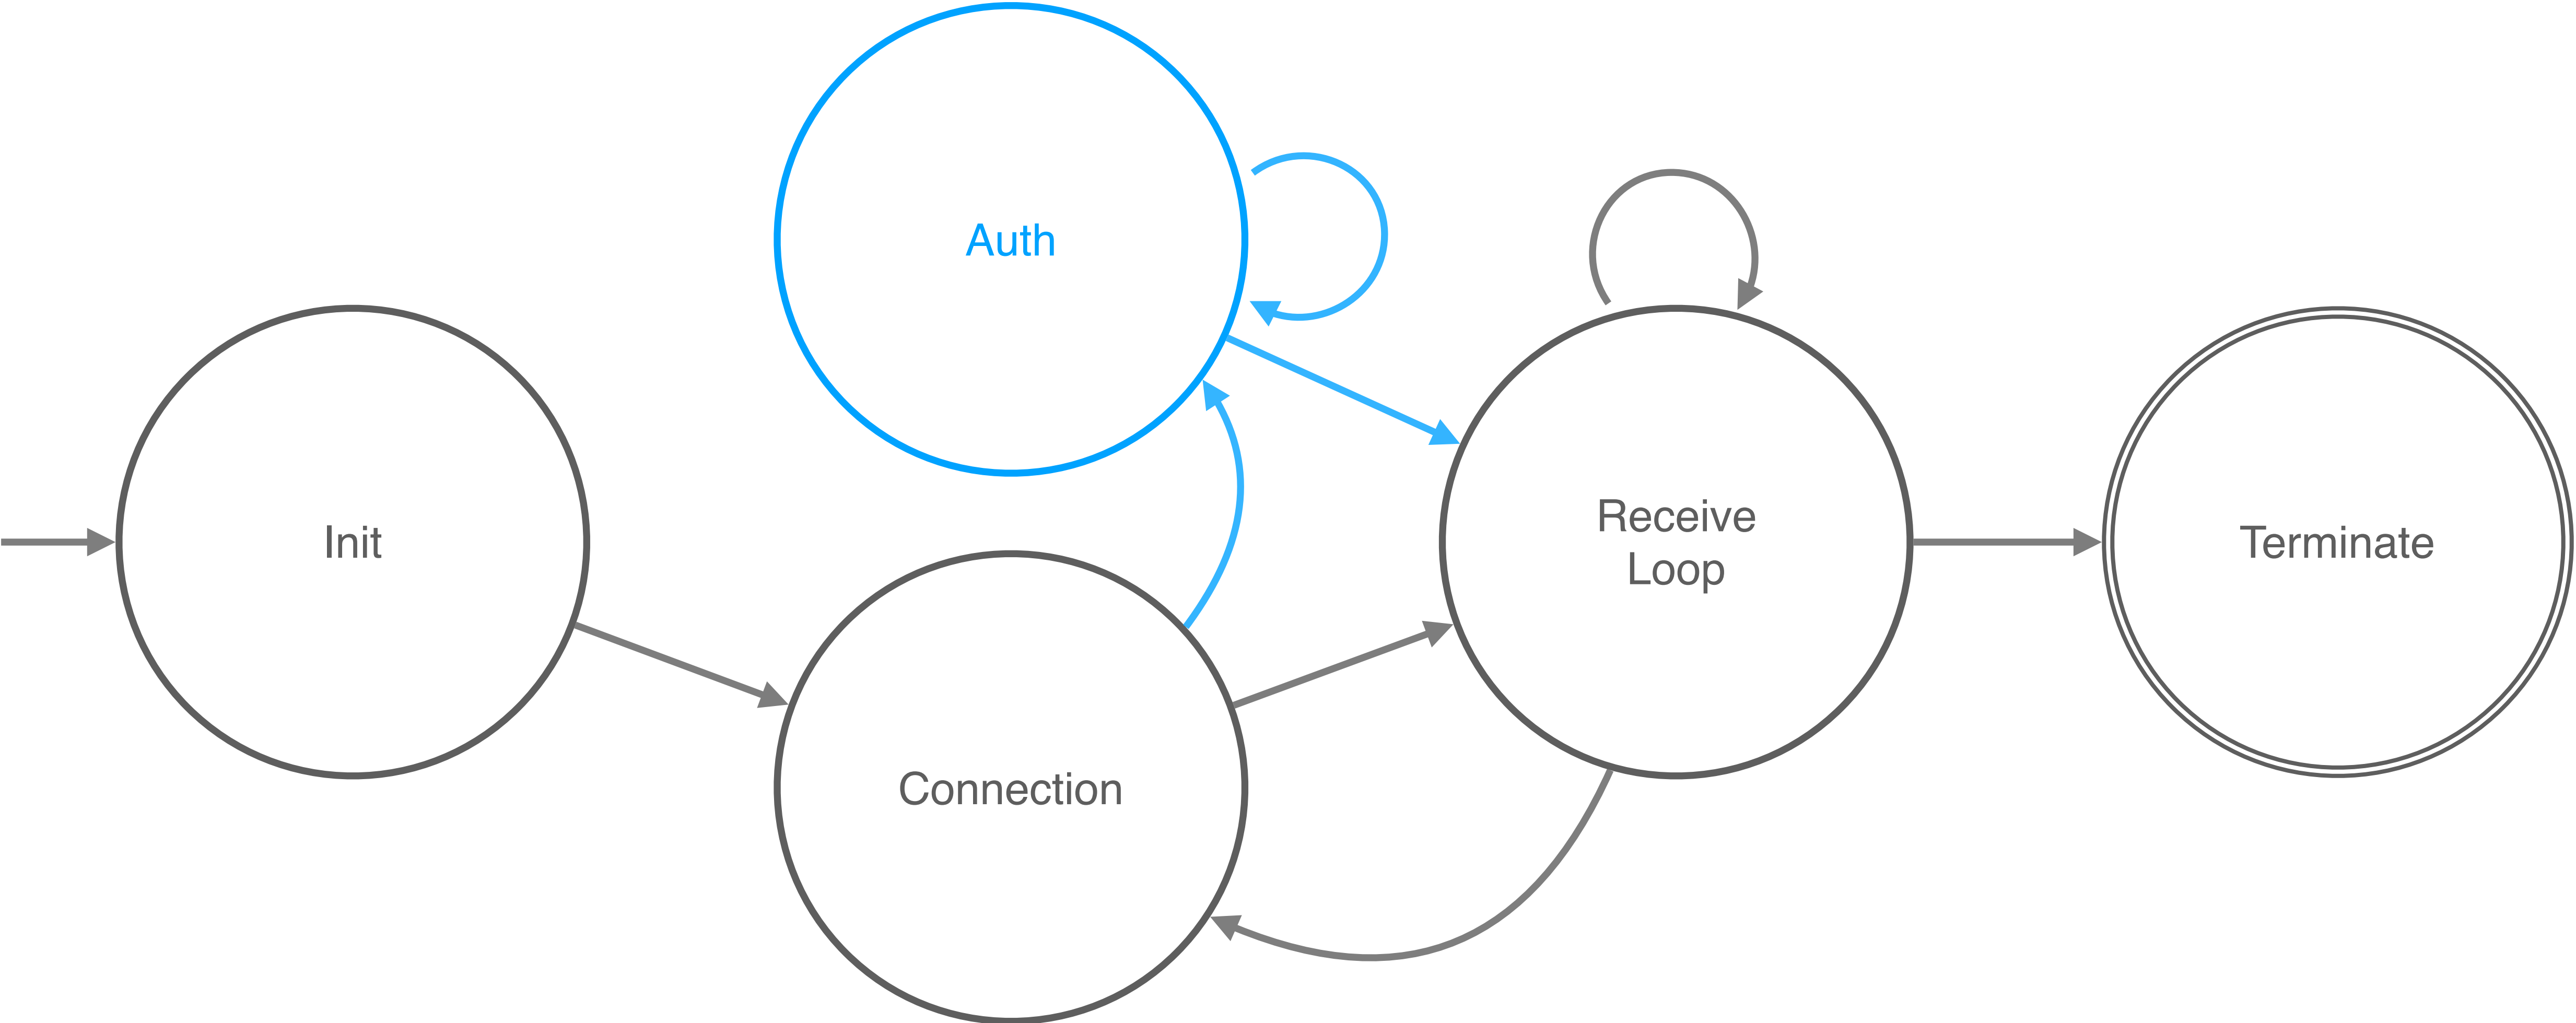 Auth
Init
Receive
Loop
Terminate
Connection